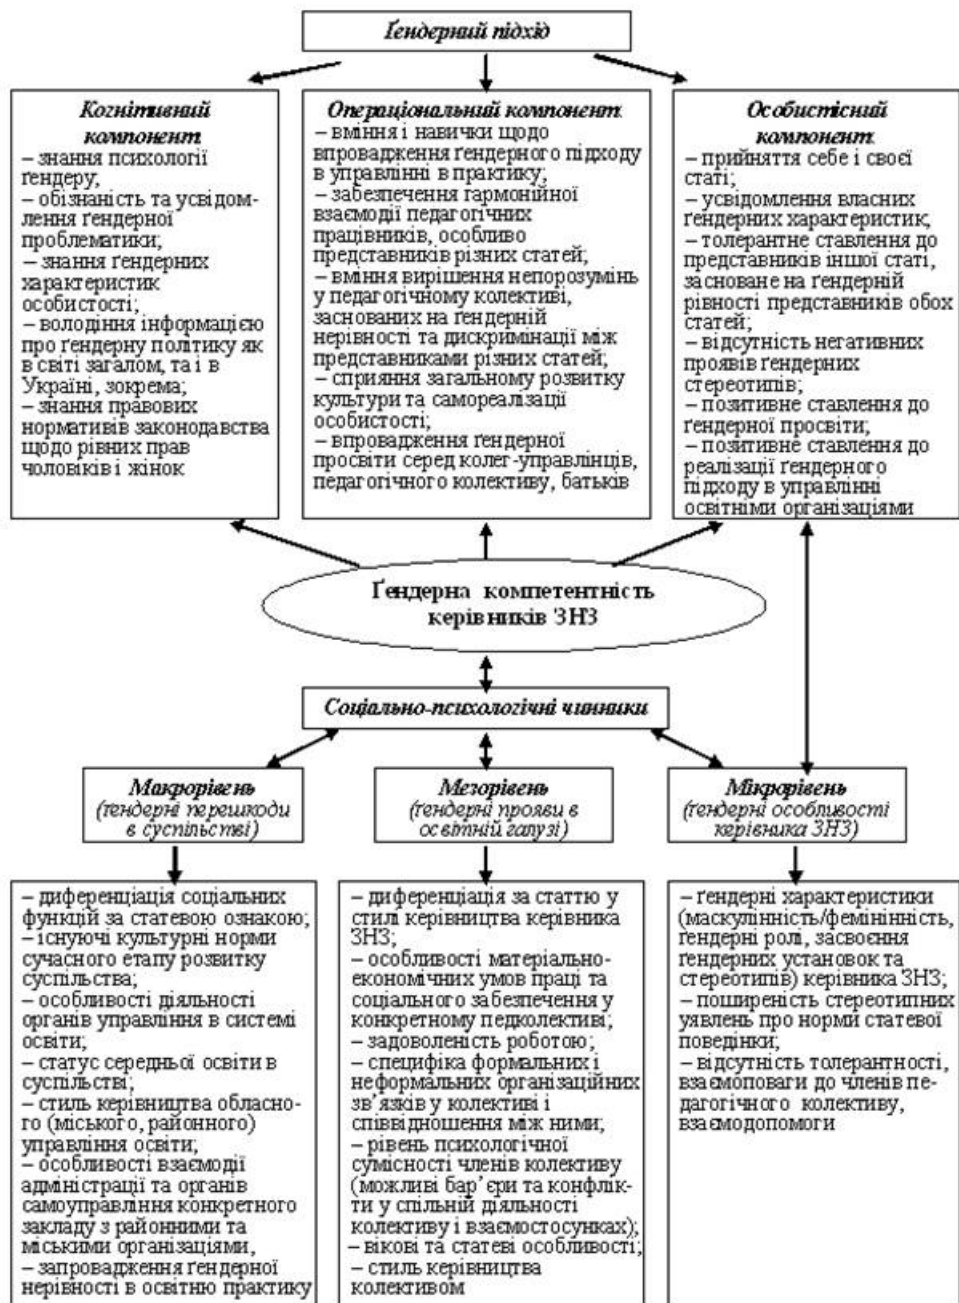 Ґендерний підхід
Когнітивний
компонент:
– знання психології
ґендеру;
– обізнаність та усвідом-
лення ґендерної
проблематики;
– знання ґендерних
характеристик
особистості;
– володіння інформацією
про ґендерну політику як
в світі загалом, та і в
Україні, зокрема;
– знання правових
нормативів законодавства
щодо рівних прав
чоловіків і жінок
Операціональний компонент:
– вміння і навички щодо
впровадження ґендерного підходу
в управлінні в практику;
– забезпечення гармонійної
взаємодії педагогічних
працівників, особливо
представників різних статей;
– вміння вирішення непорозумінь
у педагогічному колективі,
заснованих на ґендерній
нерівності та дискримінації між
представниками різних статей;
– сприяння загальному розвитку
культури та самореалізації
особистості;
– впровадження ґендерної
просвіти серед колег-управлінців,
педагогічного колективу, батьків
Особистісний
компонент:
– прийняття себе і своєї
статі;
– усвідомлення власних
ґендерних характеристик;
– толерантне ставлення до
представників іншої статі,
засноване на ґендерній
рівності представників обох
статей;
– відсутність негативних
проявів ґендерних
стереотипів;
– позитивне ставлення до
ґендерної просвіти;
– позитивне ставлення до
реалізації ґендерного
підходу в управлінні
освітніми організаціями
Ґендерна компетентність
керівників ЗНЗ
Соціально-психологічні чинники
Макрорівень
(ґендерні перешкоди
в суспільстві)
Мезорівень
(ґендерні прояви в
освітній галузі)
Мікрорівень
(ґендерні особливості
керівника ЗНЗ)
– диференціація соціальних
функцій за статевою ознакою;
– існуючі культурні норми
сучасного етапу розвитку
суспільства;
– особливості діяльності
органів управління в системі
освіти;
– статус середньої освіти в
суспільстві;
– стиль керівництва обласно-
го (міського, районного)
управління освіти;
– особливості взаємодії
адміністрації та органів
самоуправління конкретного
закладу з районними та
міськими організаціями,
– запровадження ґендерної
нерівності в освітню практику
– диференціація за статтю у
стилі керівництва керівника
ЗНЗ;
– особливості матеріально-
економічних умов праці та
соціального забезпечення у
конкретному педколективі;
– задоволеність роботою;
– специфіка формальних і
неформальних організаційних
зв’язків у колективі і
співвідношення між ними;
– рівень психологічної
сумісності членів колективу
(можливі бар’єри та конфлік-
ти у спільній діяльності
колективу і взаємостосунках);
– вікові та статеві особливості;
– стиль керівництва
колективом
– ґендерні характеристики
(маскулінність/фемінінність,
ґендерні ролі, засвоєння
ґендерних установок та
стереотипів) керівника ЗНЗ;
– поширеність стереотипних
уявлень про норми статевої
поведінки;
– відсутність толерантності,
взаємоповаги до членів пе-
дагогічного колективу,
взаємодопомоги